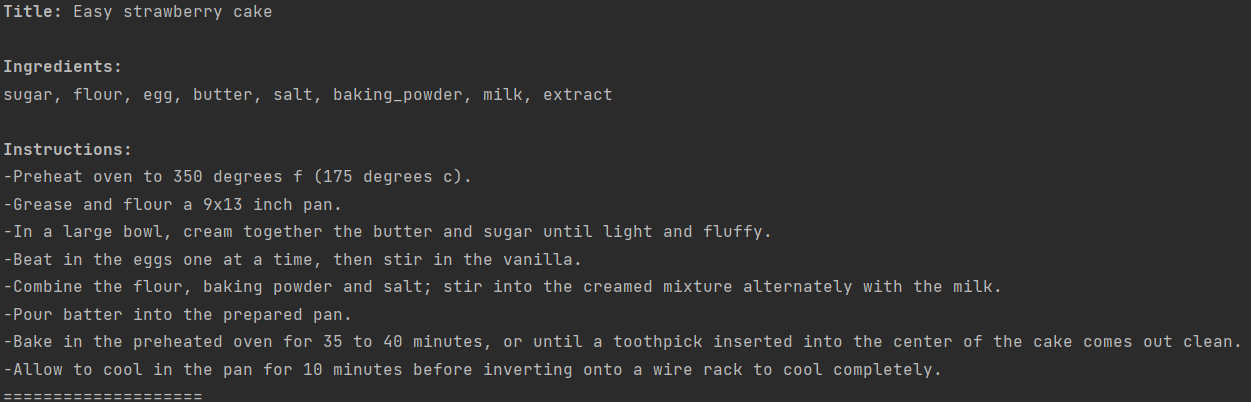 Title: Easy strawberry cake
Ingredients:
sugar, flour, egg, butter, salt, baking_powder, milk, extract
Instructions:
-Preheat oven to 350 degrees f (175 degrees c).
-Grease and flour a 9x13 inch pan.
-In a large bowl, cream together the butter and sugar until light and fluffy.
-Beat in the eggs one at a time, then stir in the vanilla.
-Combine the flour, baking powder and salt; stir into the creamed mixture alternately with the milk.
-Pour batter into the prepared pan.
-Bake in the preheated oven for 35 to 40 minutes, or until a toothpick inserted into the center of the cake comes out clean.
-Allow to cool in the pan for 10 minutes before inverting onto a wire rack to cool completely.
====================